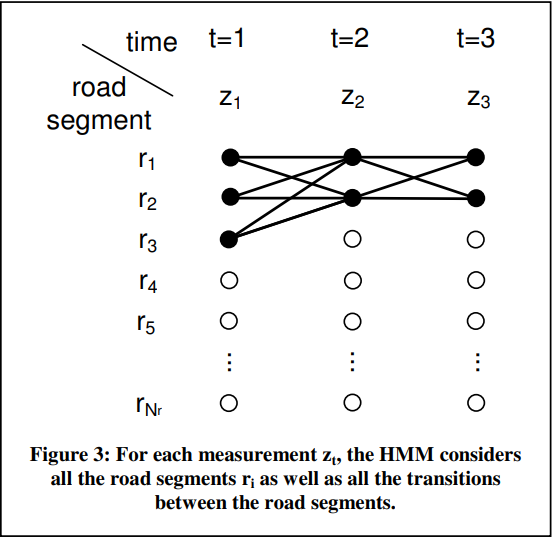 time t=1 t=2 t=3
road
segment z1 z2 z3
r1
r2
r3
r4
r5
⋮ ⋮ ⋮
rNr
Figure 3: For each measurement zt, the HMM considers
all the road segments ri as well as all the transitions
between the road segments.